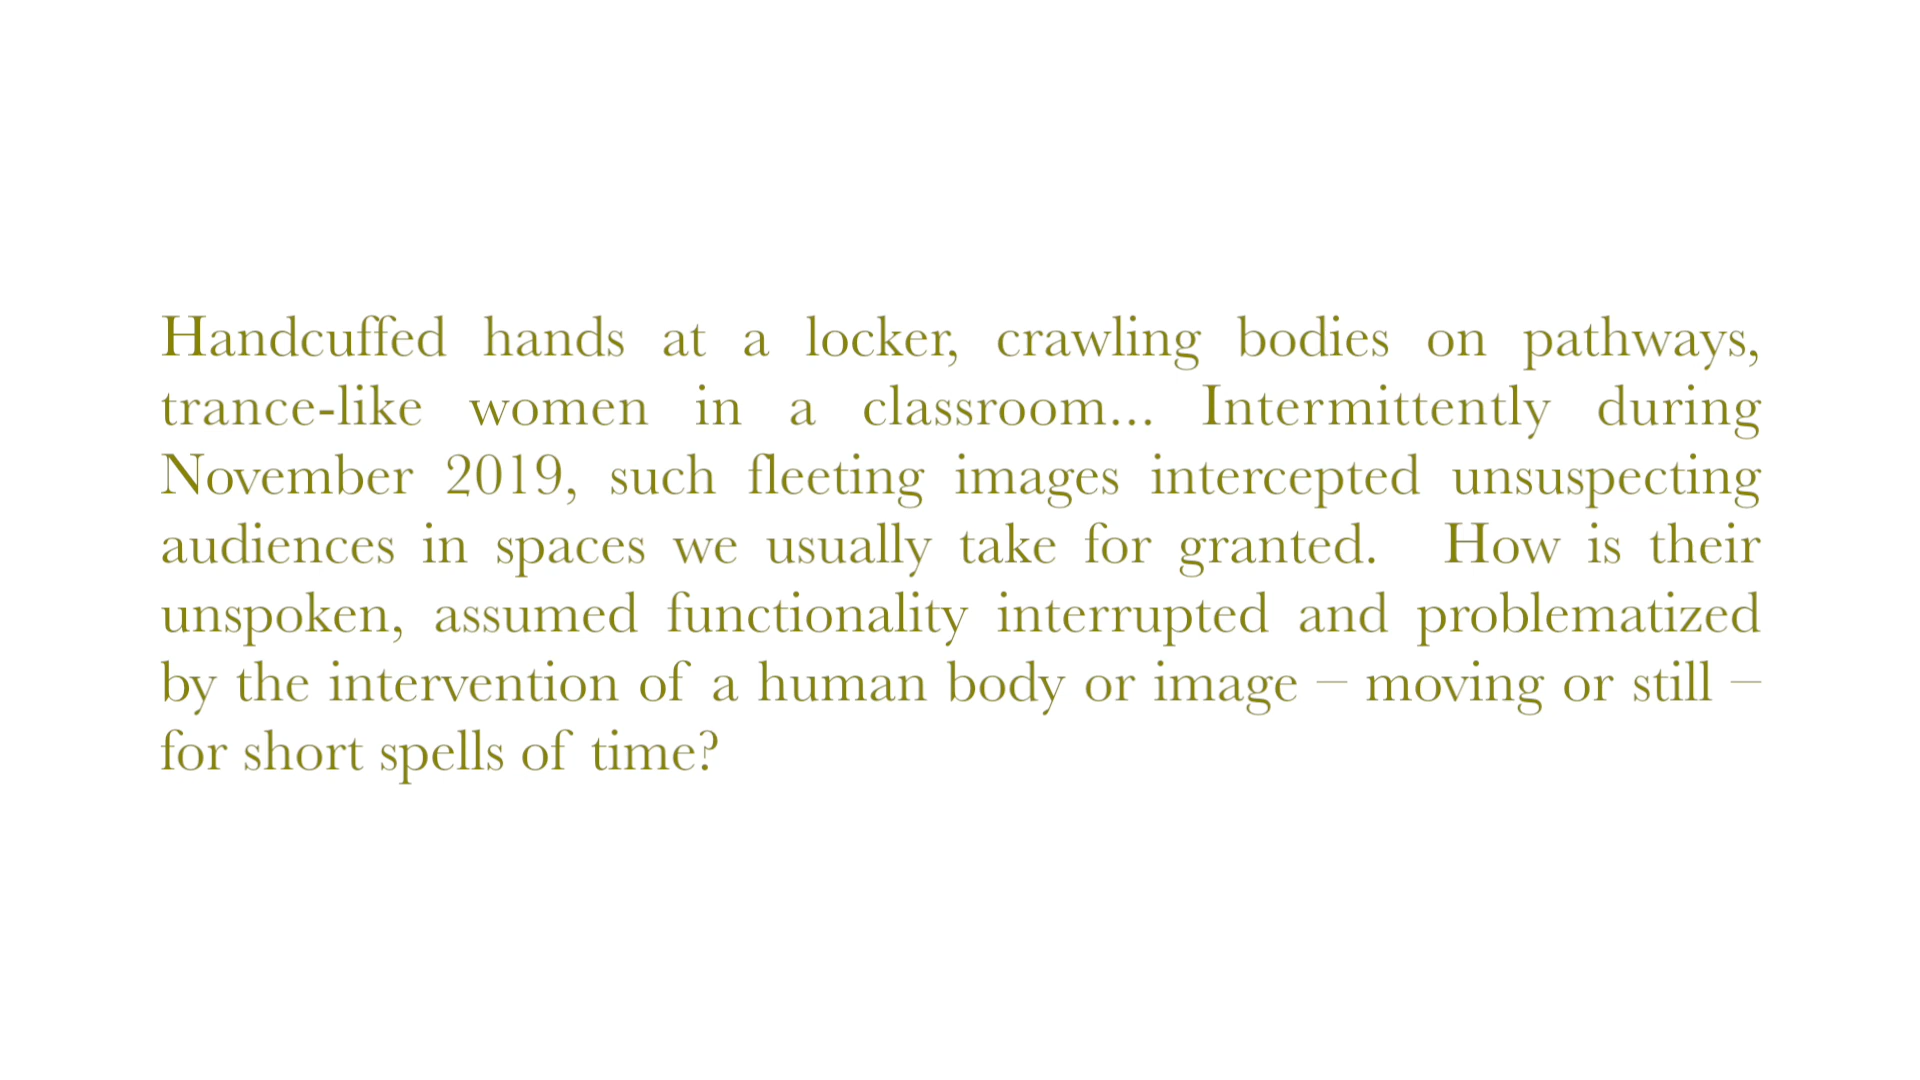 Handcuffed hands at a locker, crawling bodies on pathways,
trance-like women in a classroom... Intermittently during
November 2019, such fleeting images intercepted unsuspecting
audiences in spaces we usually take for granted.  How is their
unspoken, assumed functionality interrupted and problematized
by the intervention of a human body or image – moving or still –
for short spells of time?